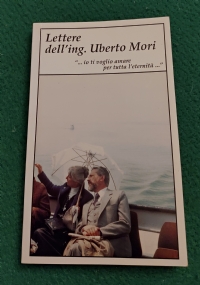 Lettere
dell'ing. Uberto Mori
"... io ti voglio amare
per tutta l'eternità ..."